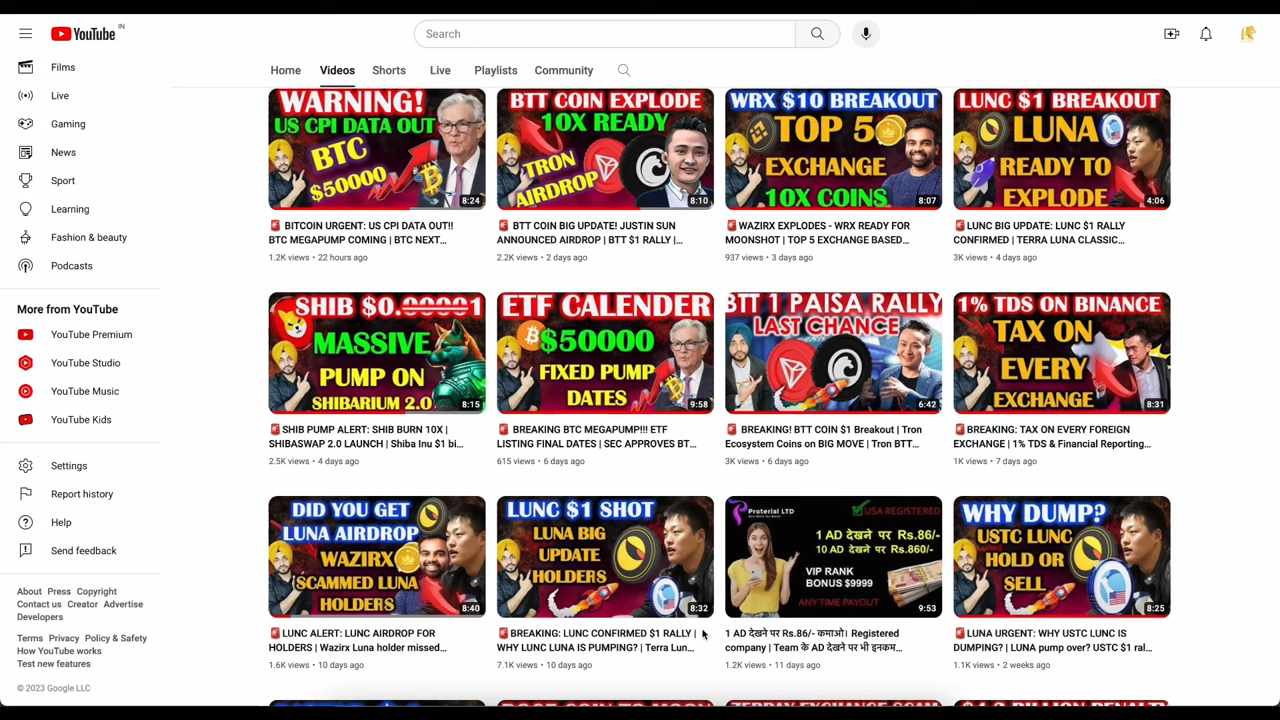 YouTube IN
Search
Films
Live
Gaming
News
Sport
Learning
Fashion & beauty
Podcasts
More from YouTube
YouTube Premium
YouTube Studio
YouTube Music
YouTube Kids
Settings
Report history
Help
Send feedback
About Press Copyright
Contact us Creator Advertise
Developers
Terms Privacy Policy & Safety
How YouTube works
Test new features
© 2023 Google LLC
Home Videos Shorts Live Playlists Community
WARNING!
US CPI DATA OUT
BTC
$50000
8:24
🚨 BITCOIN URGENT: US CPI DATA OUT!!
BTC MEGAPUMP COMING | BTC NEXT...
1.2K views • 22 hours ago
BTT COIN EXPLODE
10X READY
TRON
AIRDROP
8:10
🚨 BTT COIN BIG UPDATE! JUSTIN SUN
ANNOUNCED AIRDROP | BTT $1 RALLY |...
2.2K views • 2 days ago
WRX $10 BREAKOUT
TOP 5
EXCHANGE
10X COINS
8:07
🚨WAZIRX EXPLODES - WRX READY FOR
MOONSHOT | TOP 5 EXCHANGE BASED...
937 views • 3 days ago
LUNC $1 BREAKOUT
LUNA
READY TO
EXPLODE
4:06
🚨 LUNC BIG UPDATE: LUNC $1 RALLY
CONFIRMED | TERRA LUNA CLASSIC...
3K views • 4 days ago
SHIB $0.00001
MASSIVE
PUMP ON
SHIBARIUM 2.0
8:15
🚨SHIB PUMP ALERT: SHIB BURN 10X |
SHIBASWAP 2.0 LAUNCH | Shiba Inu $1 bi...
2.5K views • 4 days ago
ETF CALENDER
$50000
FIXED PUMP
DATES
9:58
🚨 BREAKING BTC MEGAPUMP!!! ETF
LISTING FINAL DATES | SEC APPROVES BT...
615 views • 6 days ago
BTT 1 PAISA RALLY
LAST CHANCE
6:42
🚨 BREAKING! BTT COIN $1 Breakout | Tron
Ecosystem Coins on BIG MOVE | Tron BTT...
3K views • 6 days ago
1% TDS ON BINANCE
TAX ON
EVERY
EXCHANGE
8:31
🚨BREAKING: TAX ON EVERY FOREIGN
EXCHANGE | 1% TDS & Financial Reporting...
1K views • 7 days ago
DID YOU GET
LUNA AIRDROP
WAZIRX
SCAMMED LUNA
HOLDERS
8:40
🚨LUNC ALERT: LUNC AIRDROP FOR
HOLDERS | Wazirx Luna holder missed...
1.6K views • 10 days ago
LUNC $1 SHOT
LUNA BIG
UPDATE
HOLDERS
8:32
🚨BREAKING: LUNC CONFIRMED $1 RALLY |
WHY LUNC LUNA IS PUMPING? | Terra Lun...
7.1K views • 10 days ago
Proterial LTD
USA REGISTERED
1 AD देखने पर Rs.86/-
10 AD देखने पर Rs.860/-
VIP RANK
BONUS $9999
ANY TIME PAYOUT
9:53
1 AD देखने पर Rs.86/- कमाओ। Registered
company | Team के AD देखने पर भी इनकम...
1.2K views • 11 days ago
WHY DUMP?
USTC LUNC
HOLD OR
SELL
8:25
🚨LUNA URGENT: WHY USTC LUNC IS
DUMPING? | LUNA pump over? USTC $1 ral...
1.1K views • 2 weeks ago